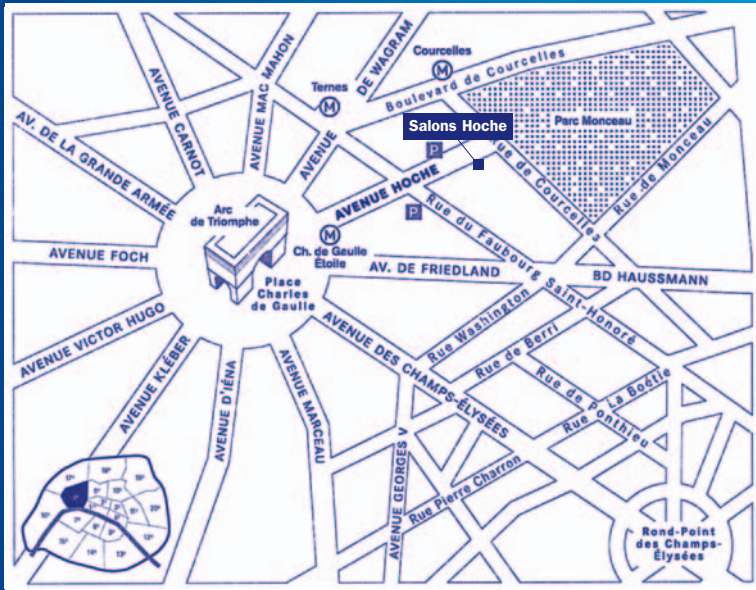 Courcelles
M
Ternes
M
DE WAGRAM
AVENUE
Boulevard de Courcelles
AVENUE MAC MAHON
AVENUE CARNOT
AV. DE LA GRANDE ARMÉE
Salons Hoche
Parc Monceau
P
Rue de Courcelles
Rue de Monceau
AVENUE HOCHE
P
Arc
de Triomphe
M
Ch. de Gaulle
Étoile
Rue du Faubourg Saint-Honoré
AVENUE FOCH
AV. DE FRIEDLAND
BD HAUSSMANN
Place
Charles
de Gaulle
AVENUE VICTOR HUGO
AVENUE KLÉBER
AVENUE D'IÉNA
AVENUE MARCEAU
AVENUE DES CHAMPS-ÉLYSÉES
Rue Washington
Rue de Berri
Rue de Ponthieu
Rue La Boétie
AVENUE GEORGES V
Rue Pierre Charron
Rond-Point
des Champs-
Élysées